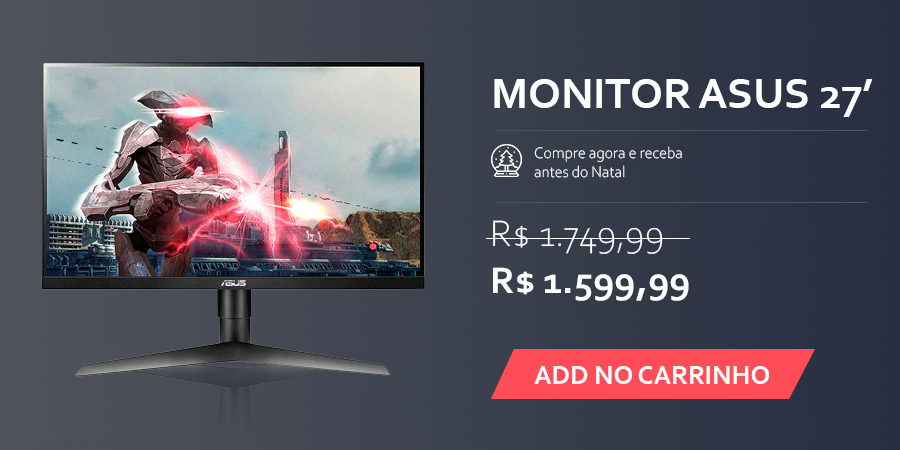 MONITOR ASUS 27'
Compre agora e receba
antes do Natal
R$ 1.749,99
R$ 1.599,99
ADD NO CARRINHO
ASUS